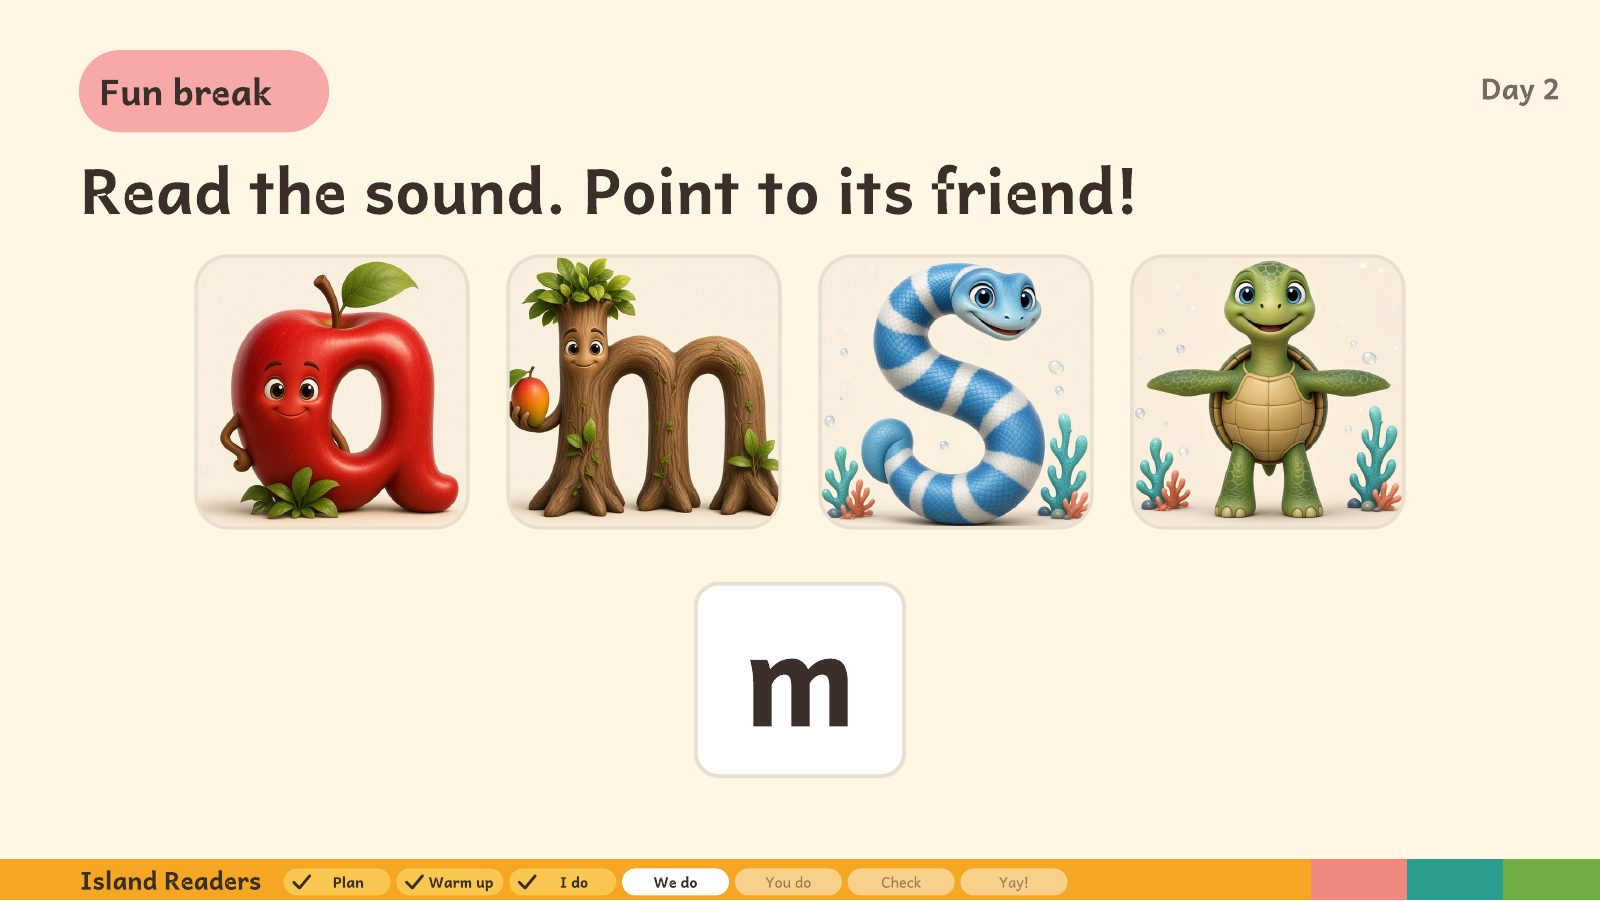 Fun break
Day 2
Read the sound. Point to its friend!
m
Island Readers
Plan
Warm up
I do
We do
You do
Check
Yay!